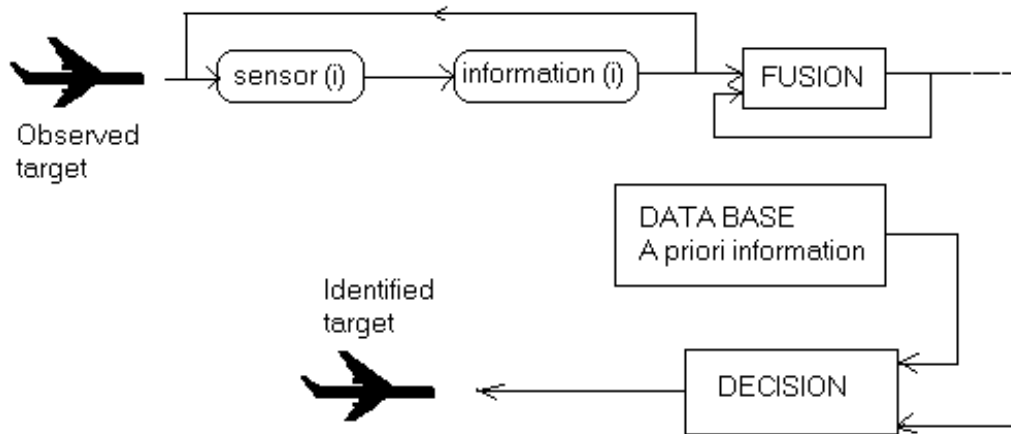 sensor (i)
information (i)
FUSION
Observed
target
DATA BASE
A priori information
Identified
target
DECISION